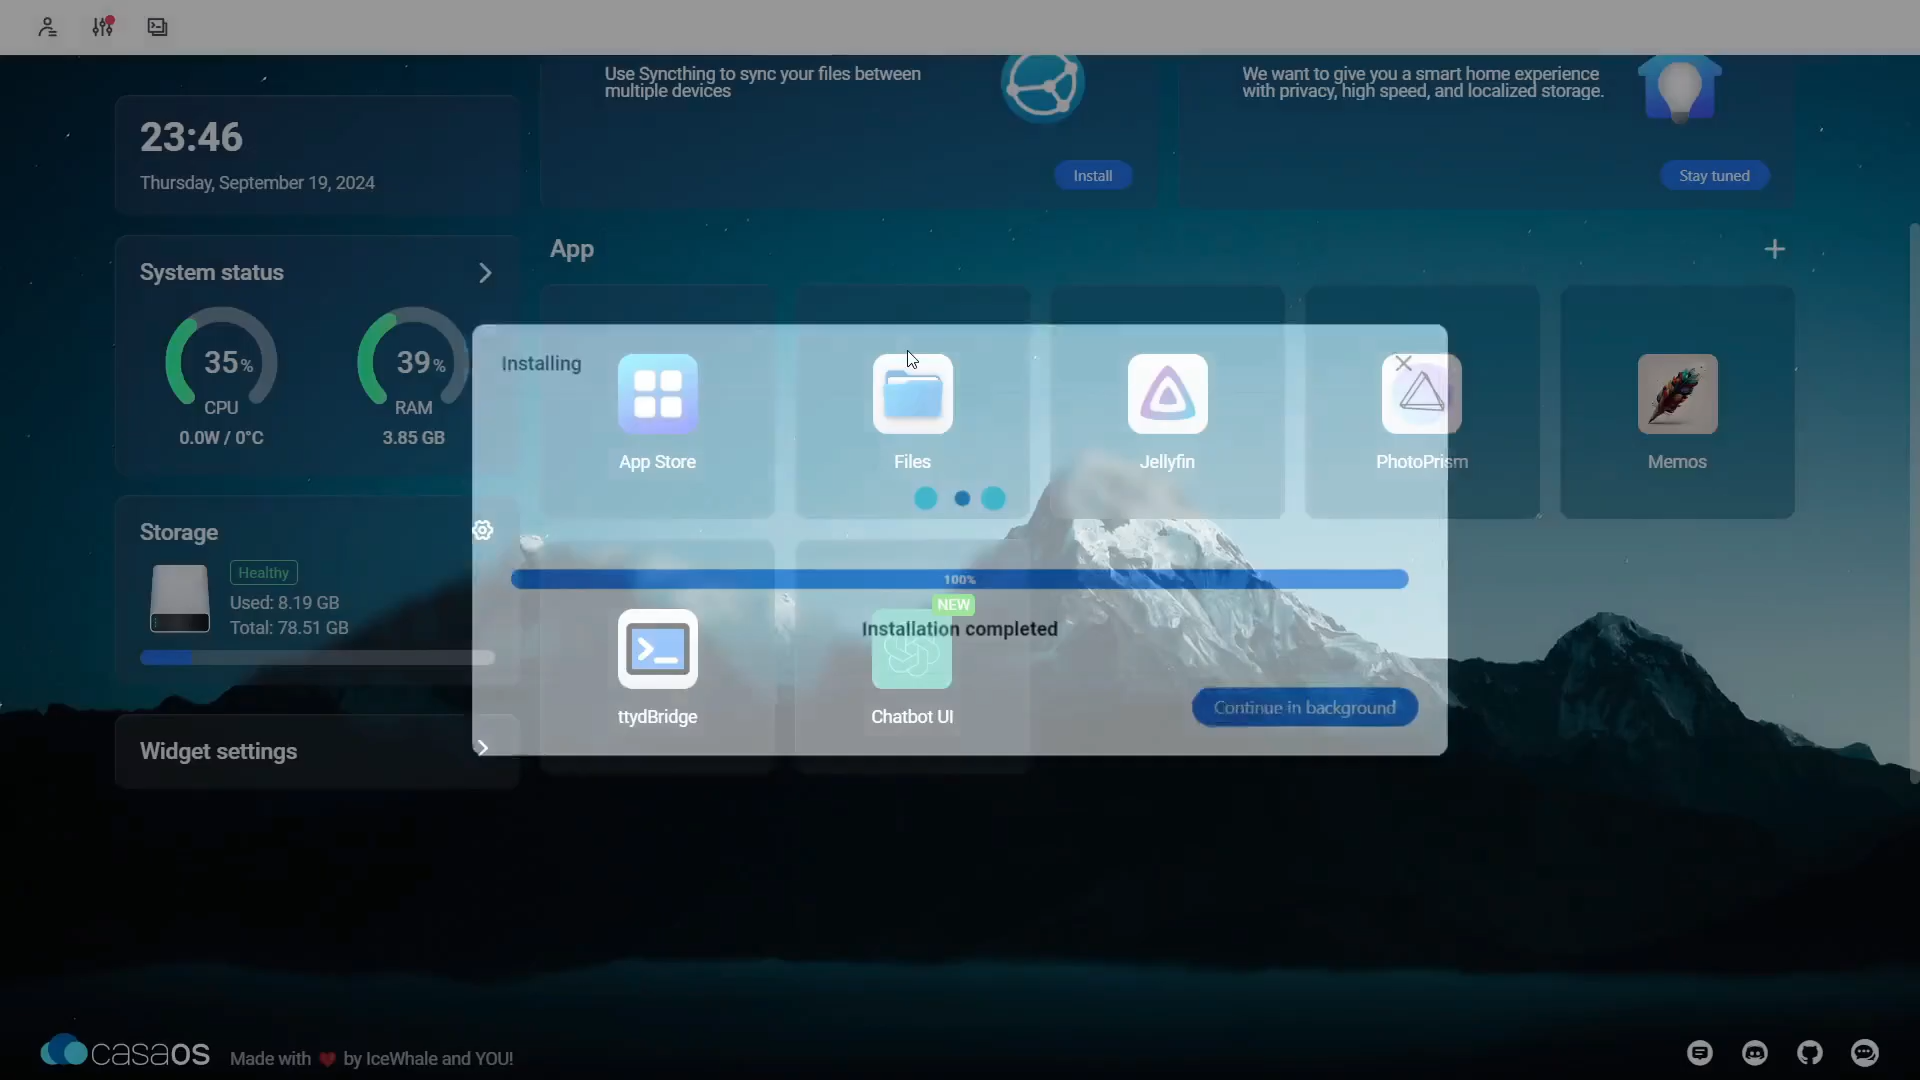 Use Syncthing to sync your files between
multiple devices
Install
We want to give you a smart home experience
with privacy, high speed, and localized storage.
Stay tuned
23:46
Thursday, September 19, 2024
System status
35%
CPU
0.0W / 0°C
39%
RAM
3.85 GB
Storage
Healthy
Used: 8.19 GB
Total: 78.51 GB
Widget settings
App
Installing
App Store
Files
Jellyfin
PhotoPrism
Memos
100%
NEW
Installation completed
ttydBridge
Chatbot UI
Continue in background
casaOS
Made with ❤ by IceWhale and YOU!